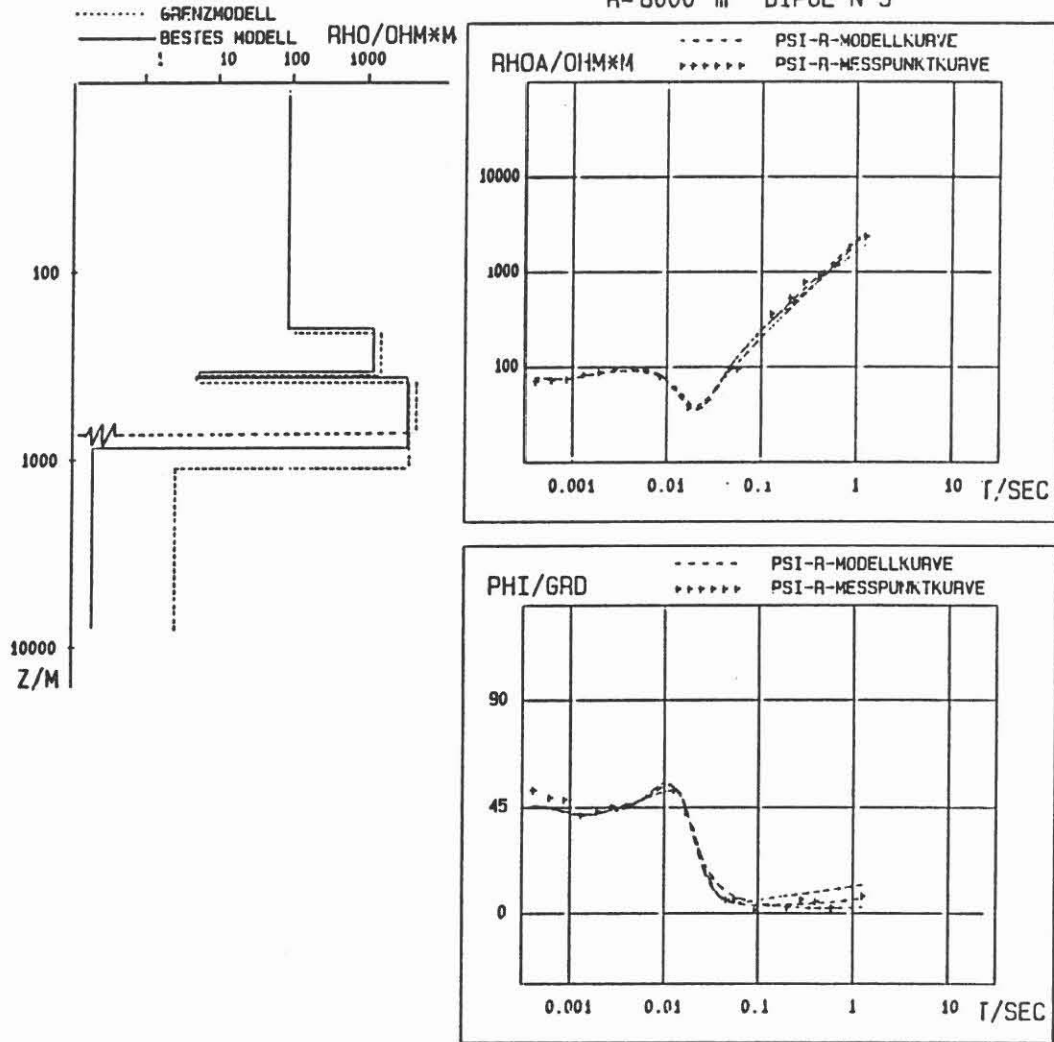 GRENZMODELL
BESTES MODELL RHO/OHM*M
1 10 100 1000
100
1000
10000
Z/M
PSI-R-MODELLKURVE
RHOA/OHM*M
PSI-R-MESSPUNKTKURVE
10000
1000
100
0.001 0.01 0.1 1 10 T/SEC
PSI-R-MODELLKURVE
PHI/GRD
PSI-R-MESSPUNKTKURVE
90
45
0
0.001 0.01 0.1 1 10 T/SEC